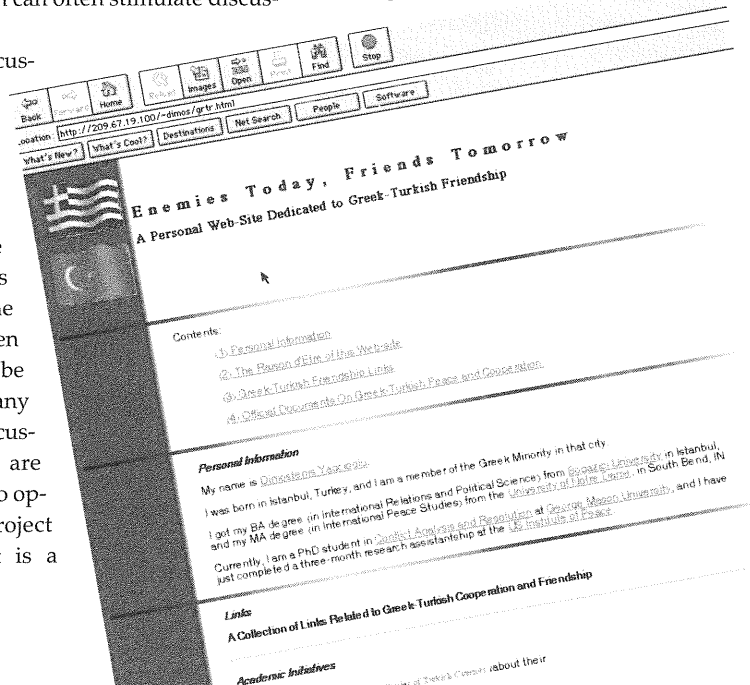 n can often stimulate discus-
cus-
s
ne
en
be
any
cus-
are
o op-
roject
is a
Back Forward Home Reload Images Open Print Find Stop
ocation: http://209.67.19.100/~dimos/grtr.html
What's New? What's Cool? Destinations Net Search People Software
Enemies Today, Friends Tomorrow
A Personal Web-Site Dedicated to Greek-Turkish Friendship
Contents:
(1) Personal Information
(2) The Raison d'Etre of this Web-site
(3) Greek-Turkish Friendship Links
(4) Official Documents On Greek-Turkish Peace and Cooperation
Personal Information
My name is Dimostenis Yagcioglu.
I was born in Istanbul, Turkey, and I am a member of the Greek Minority in that city.
I got my BA degree (in International Relations and Political Science) from Bogazici University in Istanbul,
and my MA degree (in International Peace Studies) from the University of Notre Dame, in South Bend, IN
Currently, I am a PhD student in Conflict Analysis and Resolution at George Mason University, and I have
just completed a three-month research assistantship at the US Institute of Peace.
Links
A Collection of Links Related to Greek-Turkish Cooperation and Friendship
Academic Initiatives
about their